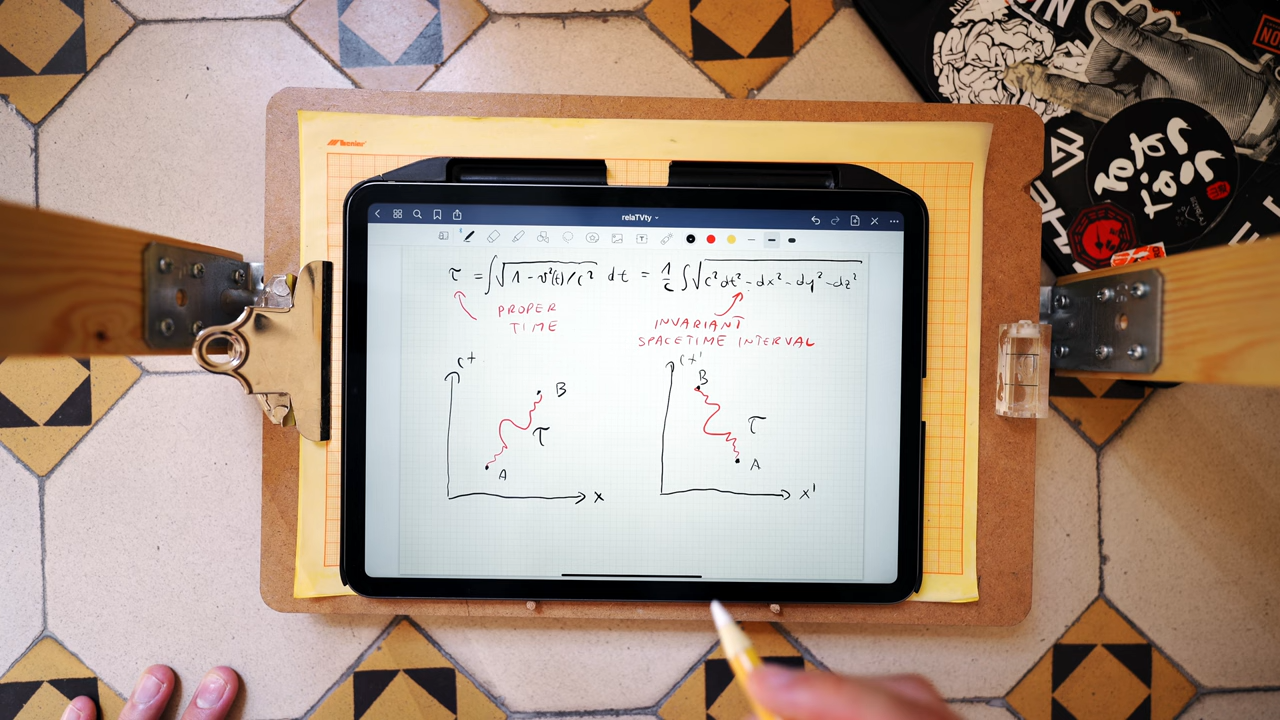 relaTVty
τ = ∫√1 - v²(t)/c² dt = 1/c ∫√c²dt² - dx² - dy² - dz²
PROPER
TIME
INVARIANT
SPACETIME INTERVAL
ct
B
τ
A
x
ct'
B
τ
A
x'